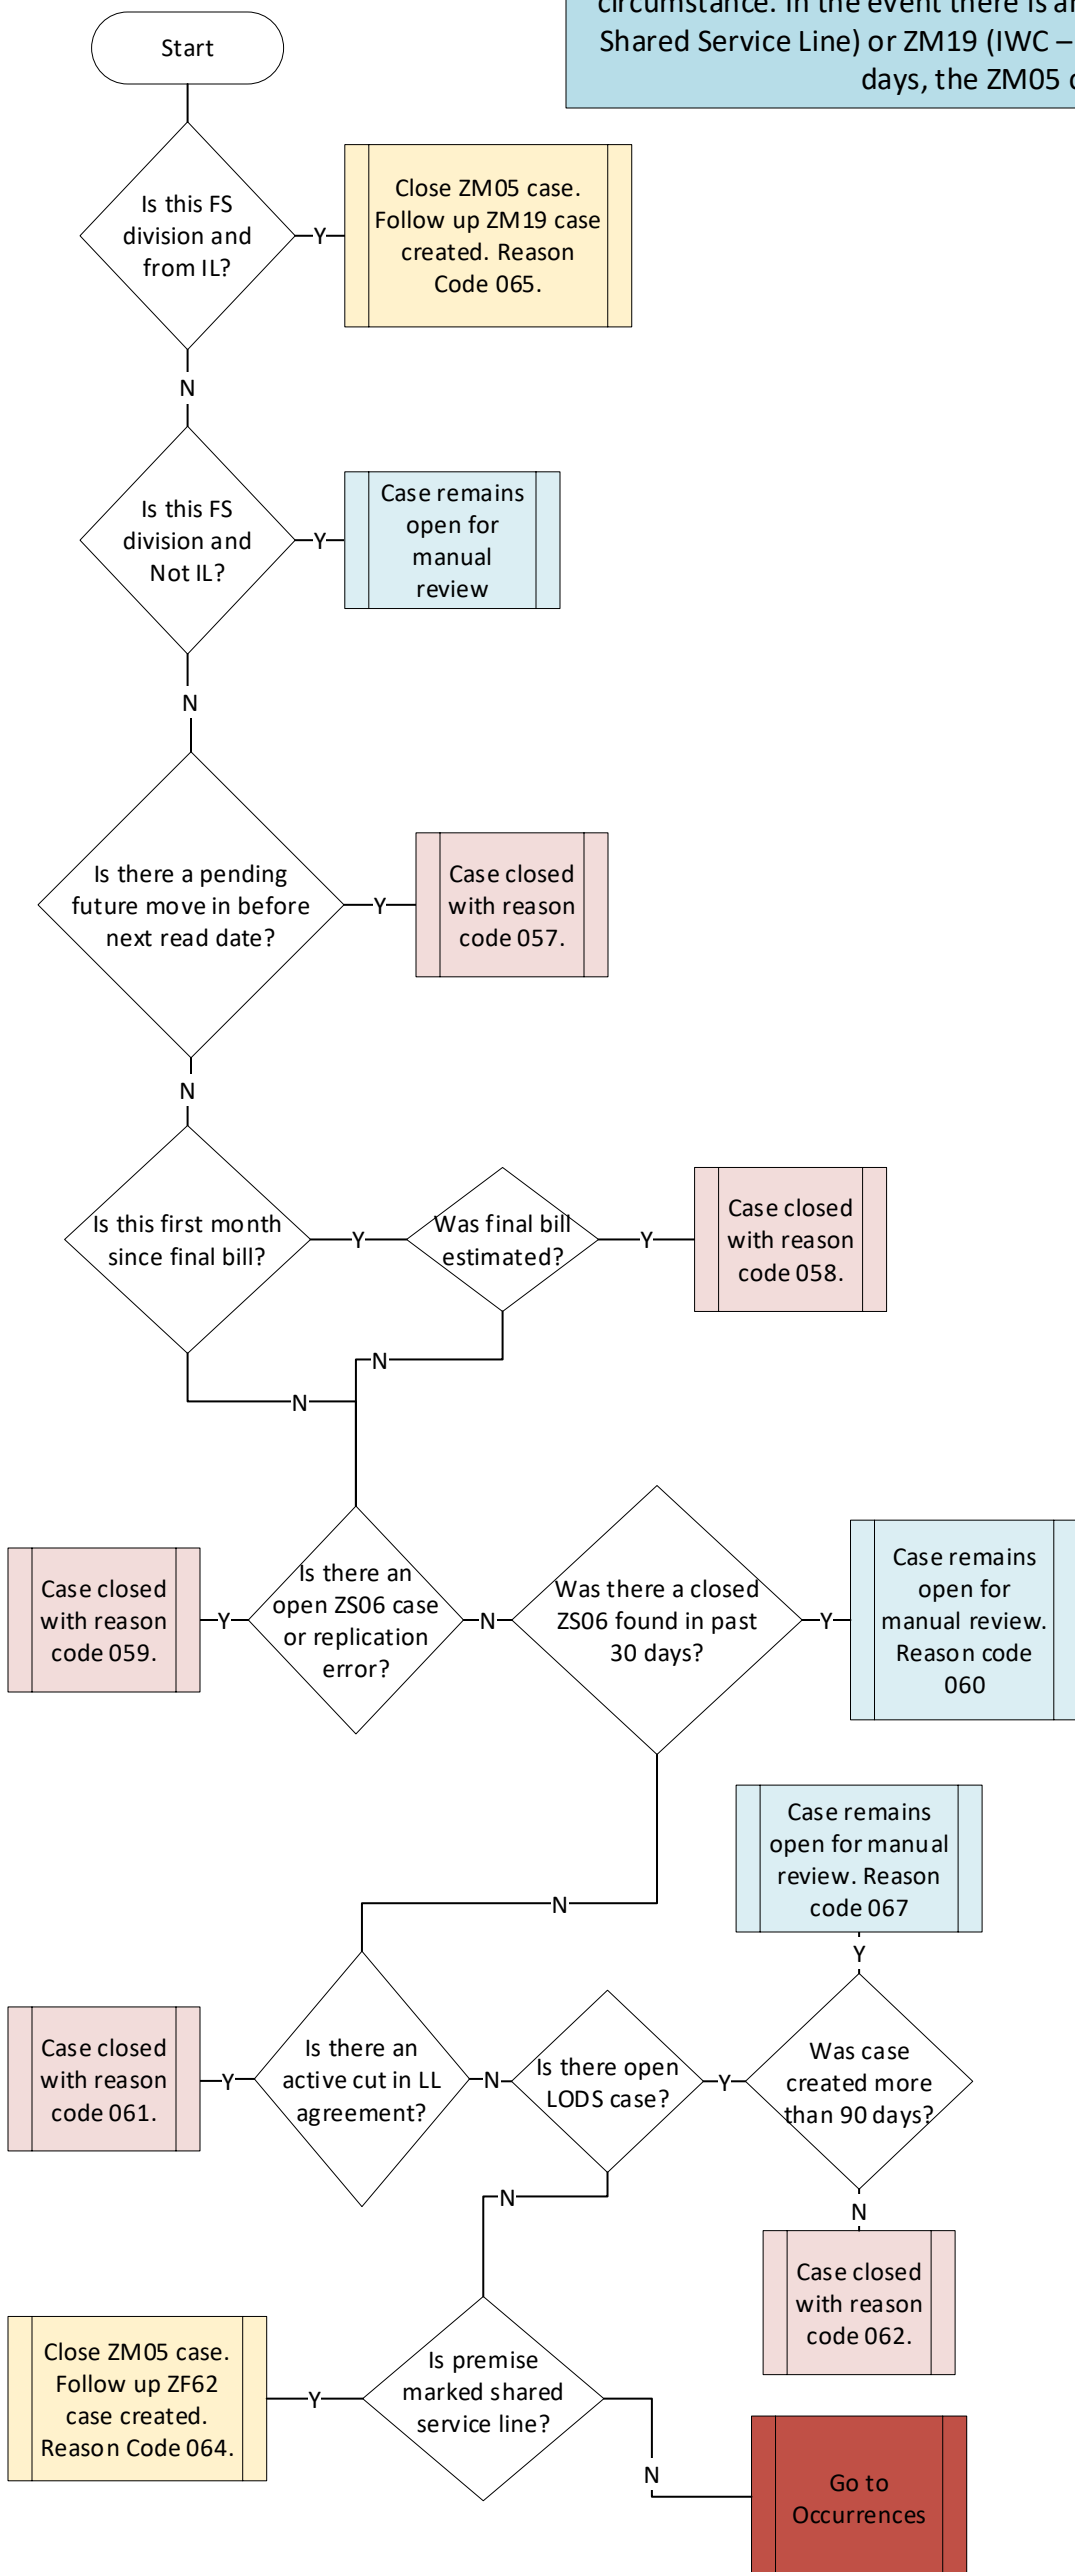 circumstance. In the event there is an
Shared Service Line) or ZM19 (IWC –
days, the ZM05
Start
Is this FS
division and
from IL?
Y
Close ZM05 case.
Follow up ZM19 case
created. Reason
Code 065.
N
Is this FS
division and
Not IL?
Y
Case remains
open for
manual
review
N
Is there a pending
future move in before
next read date?
Y
Case closed
with reason
code 057.
N
Is this first month
since final bill?
Y
Was final bill
estimated?
Y
Case closed
with reason
code 058.
N
N
Case closed
with reason
code 059.
Y
Is there an
open ZS06 case
or replication
error?
N
Was there a closed
ZS06 found in past
30 days?
Y
Case remains
open for
manual review.
Reason code
060
N
Case remains
open for manual
review. Reason
code 067
Y
Case closed
with reason
code 061.
Y
Is there an
active cut in LL
agreement?
N
Is there open
LODS case?
Y
Was case
created more
than 90 days?
N
N
Case closed
with reason
code 062.
Close ZM05 case.
Follow up ZF62
case created.
Reason Code 064.
Y
Is premise
marked shared
service line?
N
Go to
Occurrences